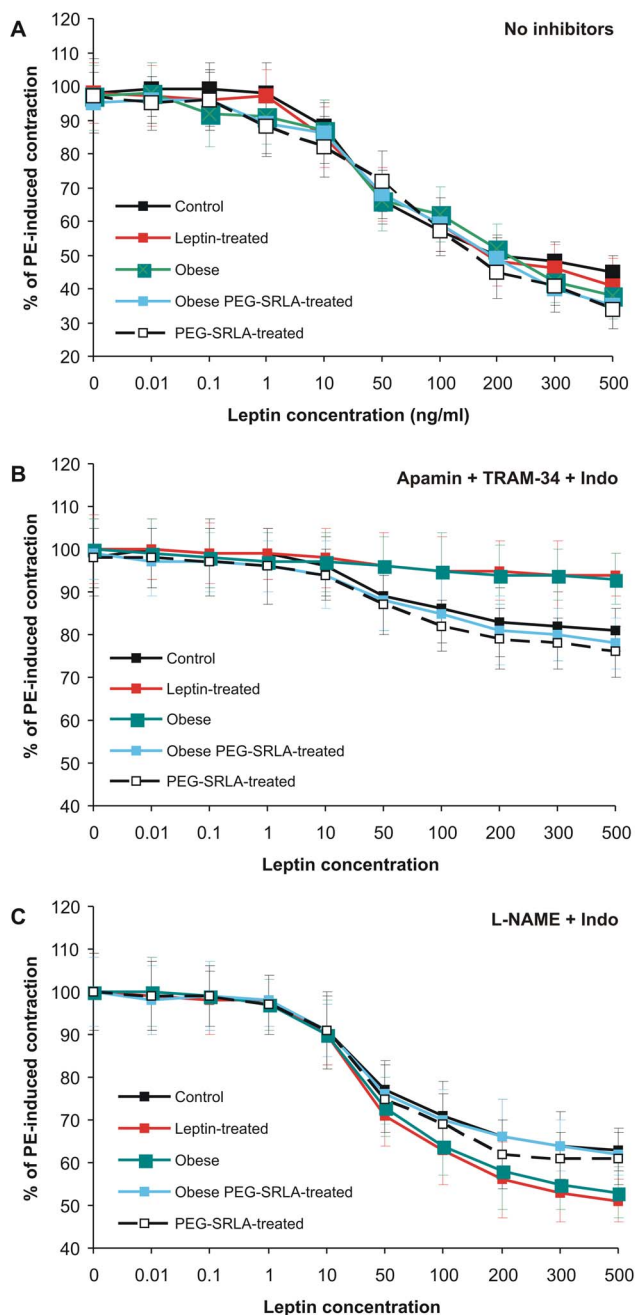 A
No inhibitors
% of PE-induced contraction
120
110
100
90
80
70
60
50
40
30
20
Control
Leptin-treated
Obese
Obese PEG-SRLA-treated
PEG-SRLA-treated
0 0.01 0.1 1 10 50 100 200 300 500
Leptin concentration (ng/ml)
B
Apamin + TRAM-34 + Indo
% of PE-induced contraction
120
110
100
90
80
70
60
50
40
Control
Leptin-treated
Obese
Obese PEG-SRLA-treated
PEG-SRLA-treated
0 0.01 0.1 1 10 50 100 200 300 500
Leptin concentration
C
L-NAME + Indo
% of PE-induced contraction
120
110
100
90
80
70
60
50
40
Control
Leptin-treated
Obese
Obese PEG-SRLA-treated
PEG-SRLA-treated
0 0.01 0.1 1 10 50 100 200 300 500
Leptin concentration